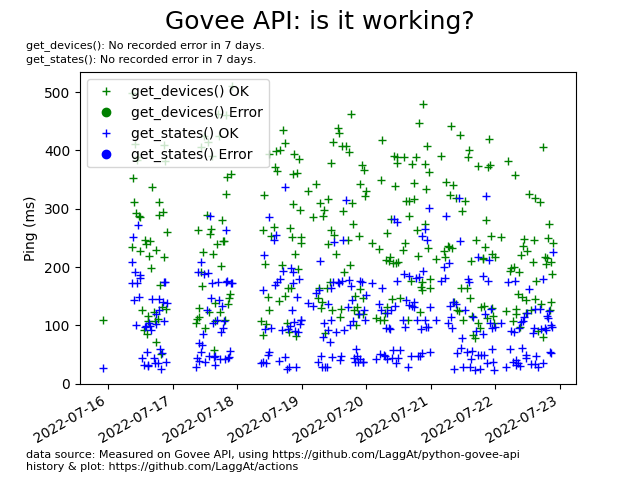 Govee API: is it working?
get_devices(): No recorded error in 7 days.
get_states(): No recorded error in 7 days.
get_devices() OK
get_devices() Error
get_states() OK
get_states() Error
Ping (ms)
500
400
300
200
100
0
2022-07-16
2022-07-17
2022-07-18
2022-07-19
2022-07-20
2022-07-21
2022-07-22
2022-07-23
data source: Measured on Govee API, using https://github.com/LaggAt/python-govee-api
history & plot: https://github.com/LaggAt/actions